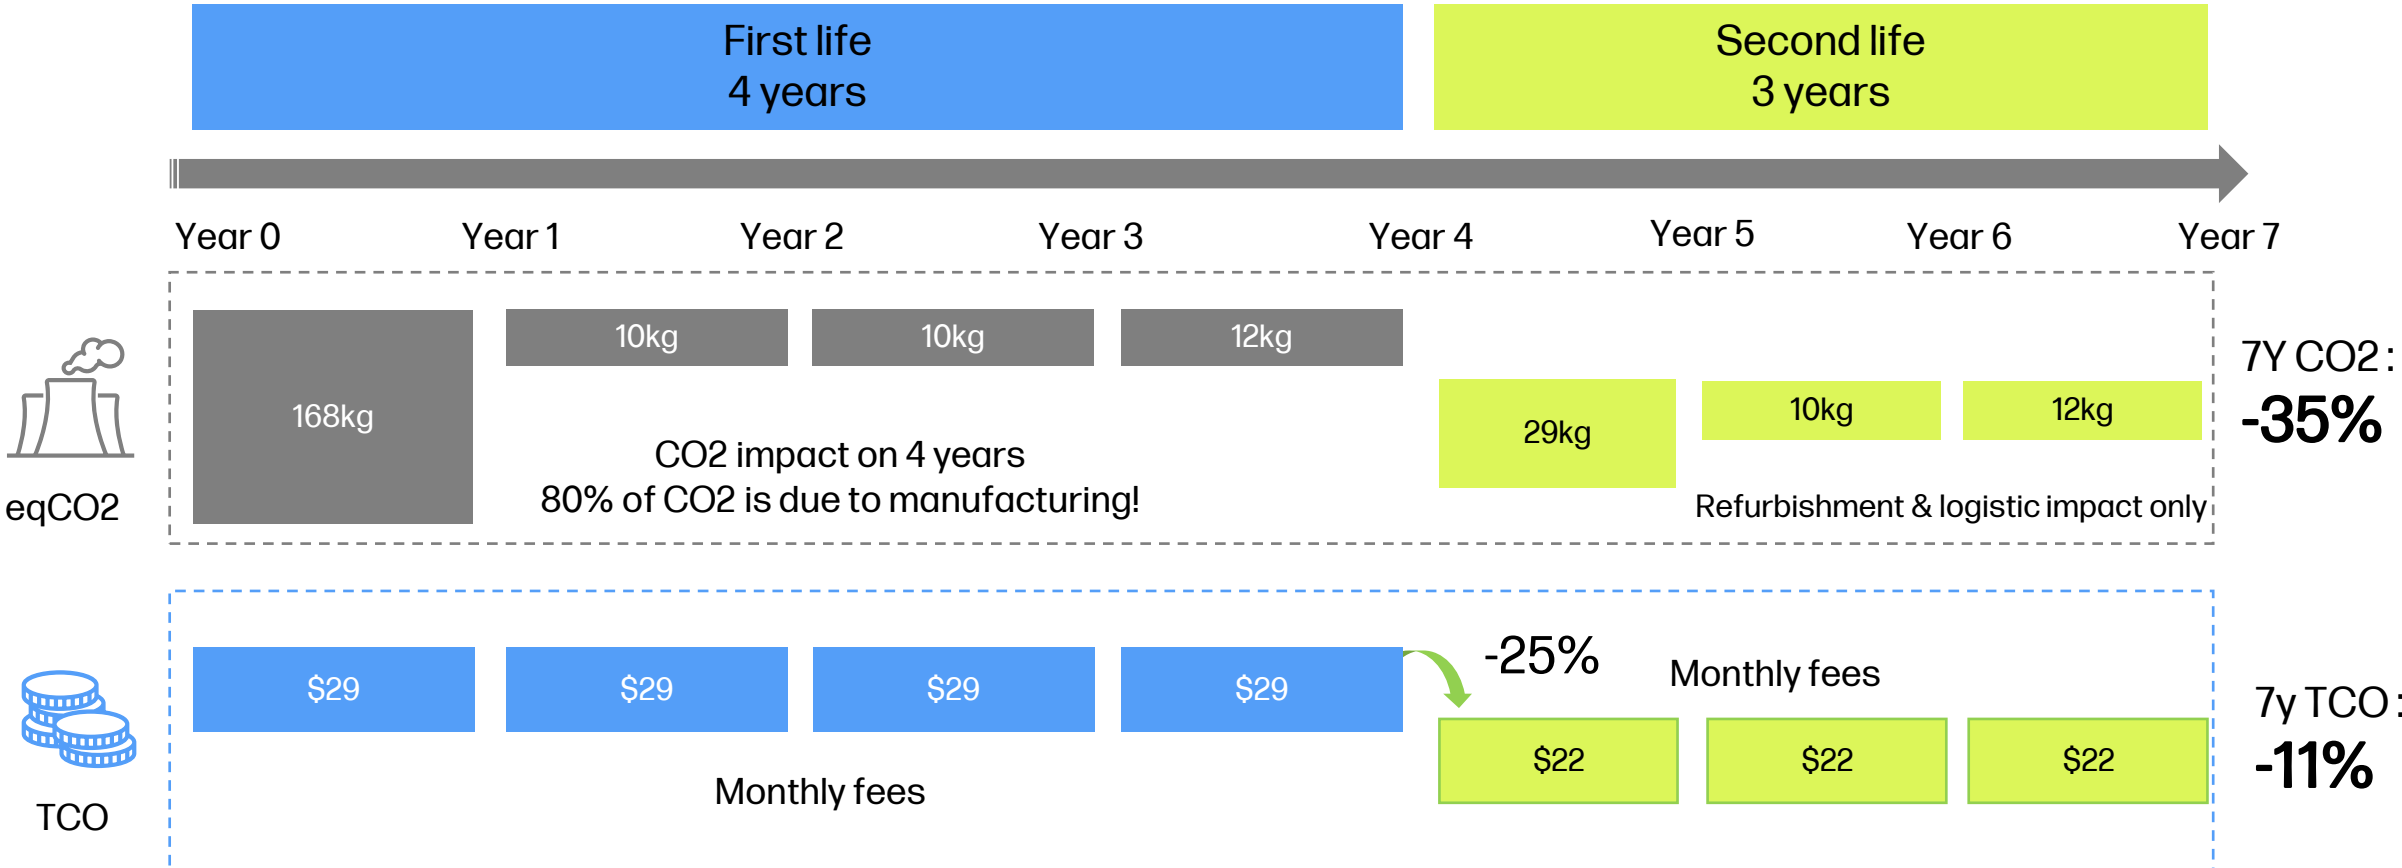 First life
4 years
Second life
3 years
Year 0
Year 1
Year 2
Year 3
Year 4
Year 5
Year 6
Year 7
eqCO2
168kg
10kg
10kg
12kg
CO2 impact on 4 years
80% of CO2 is due to manufacturing!
29kg
10kg
12kg
Refurbishment & logistic impact only
7Y CO2 :
-35%
TCO
$29
$29
$29
$29
Monthly fees
-25%
Monthly fees
$22
$22
$22
7y TCO :
-11%